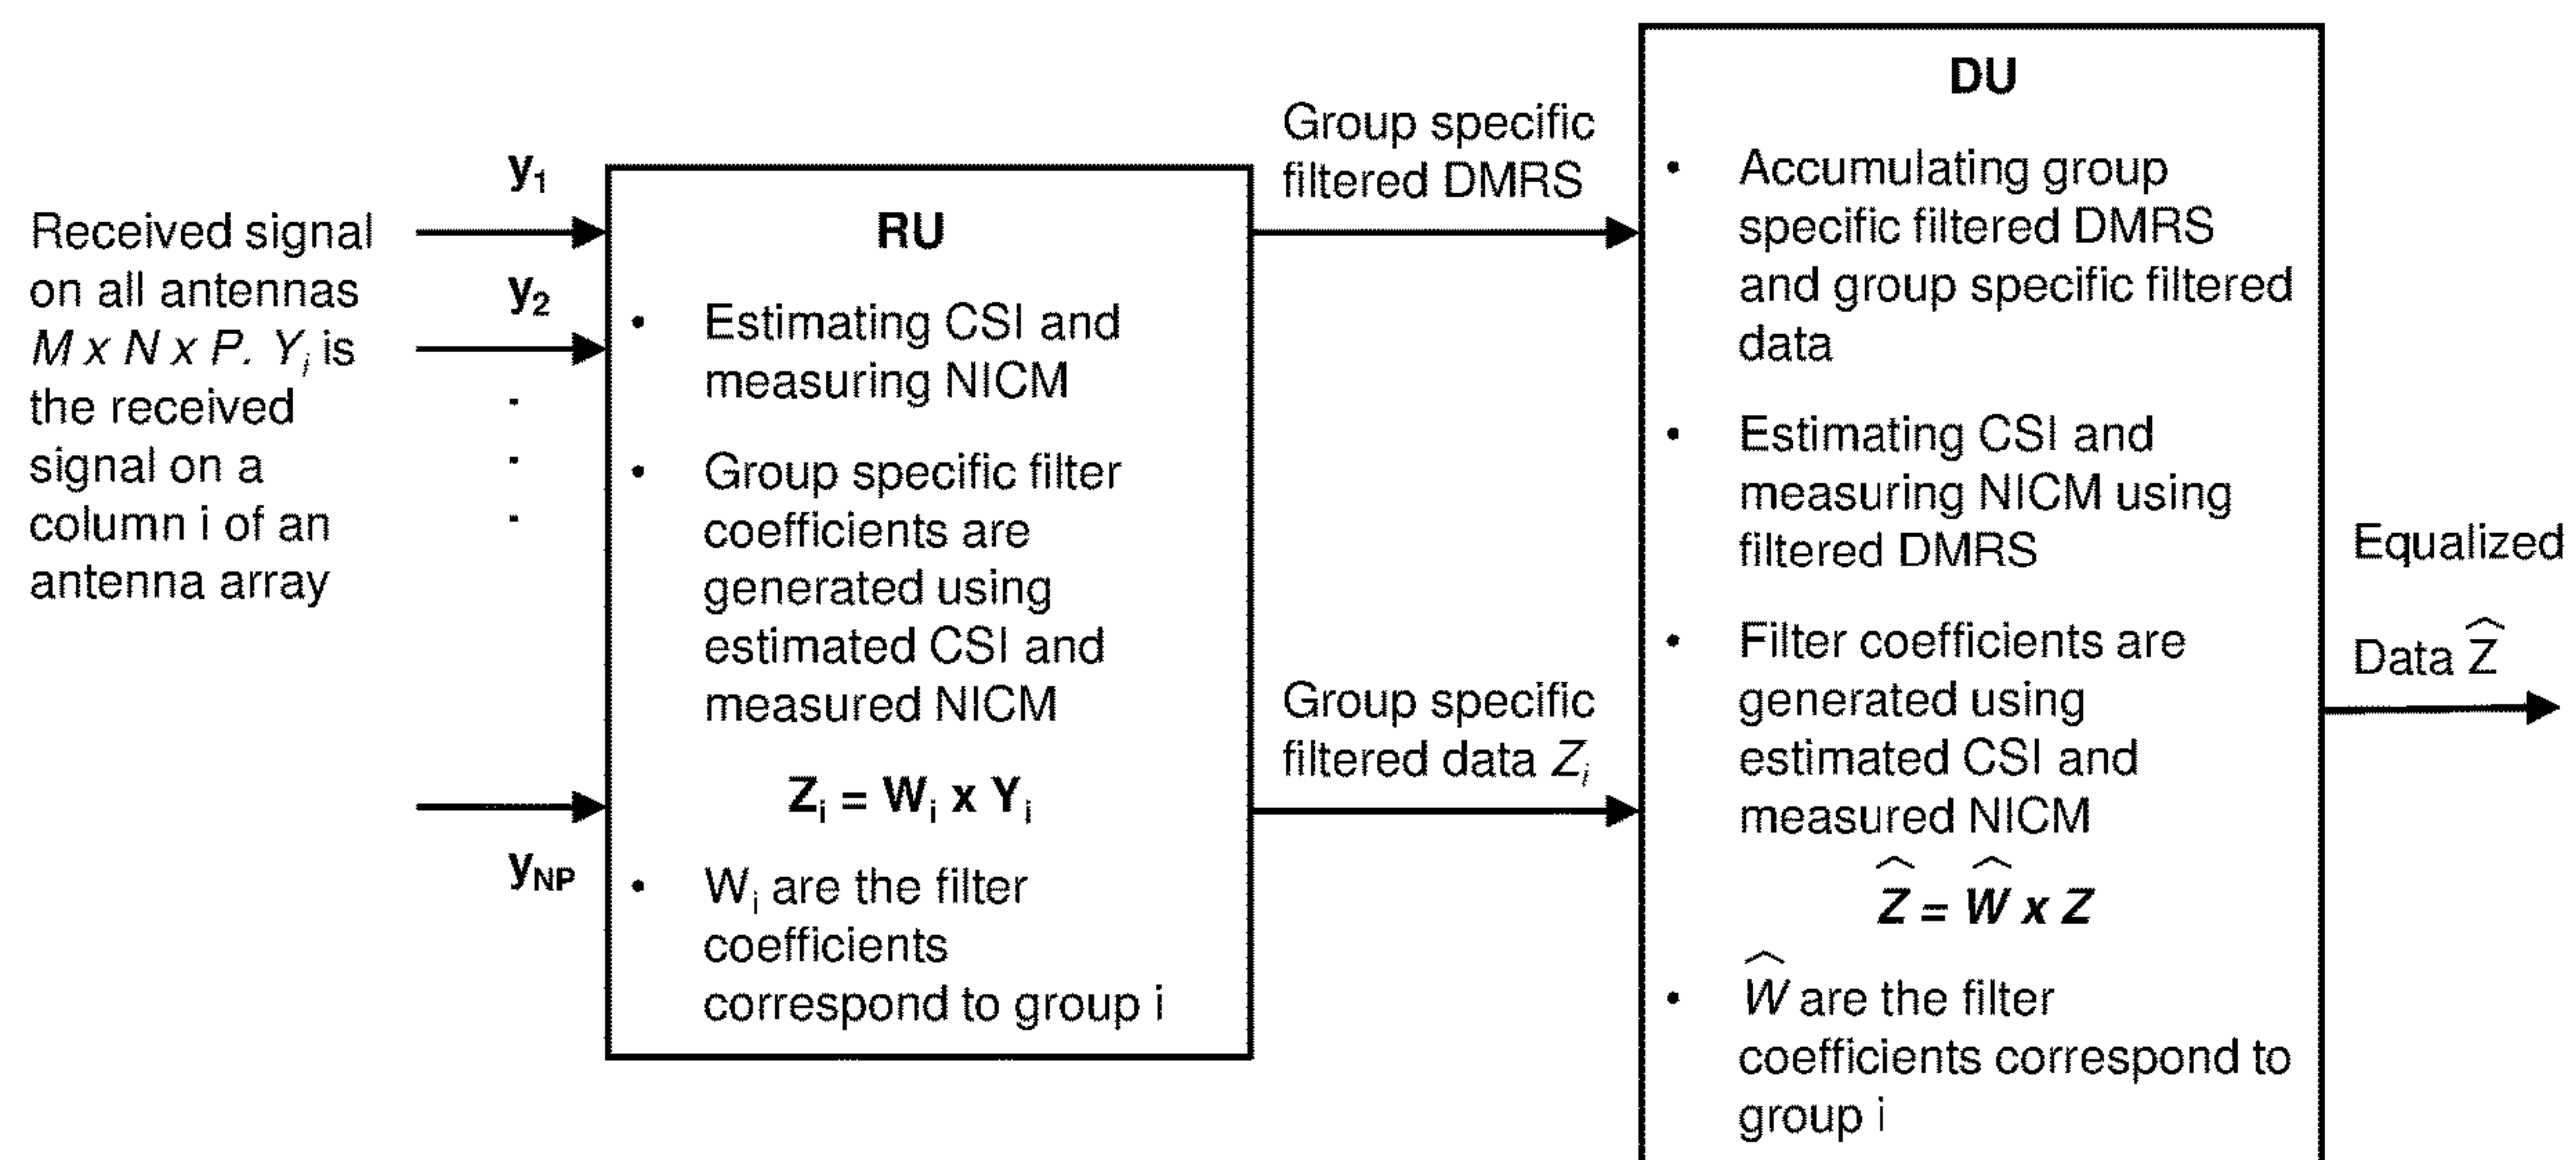 Received signal
on all antennas
M x N x P. Yᵢ is
the received
signal on a
column i of an
antenna array
y₁
y₂
.
.
.
yNP
RU
• Estimating CSI and
measuring NICM
• Group specific filter
coefficients are
generated using
estimated CSI and
measured NICM
Zᵢ = Wᵢ x Yᵢ
• Wᵢ are the filter
coefficients
correspond to group i
Group specific
filtered DMRS
Group specific
filtered data Zᵢ
DU
• Accumulating group
specific filtered DMRS
and group specific filtered
data
• Estimating CSI and
measuring NICM using
filtered DMRS
• Filter coefficients are
generated using
estimated CSI and
measured NICM
Ẑ = Ŵ x Z
• Ŵ are the filter
coefficients correspond to
group i
Equalized
Data Ẑ